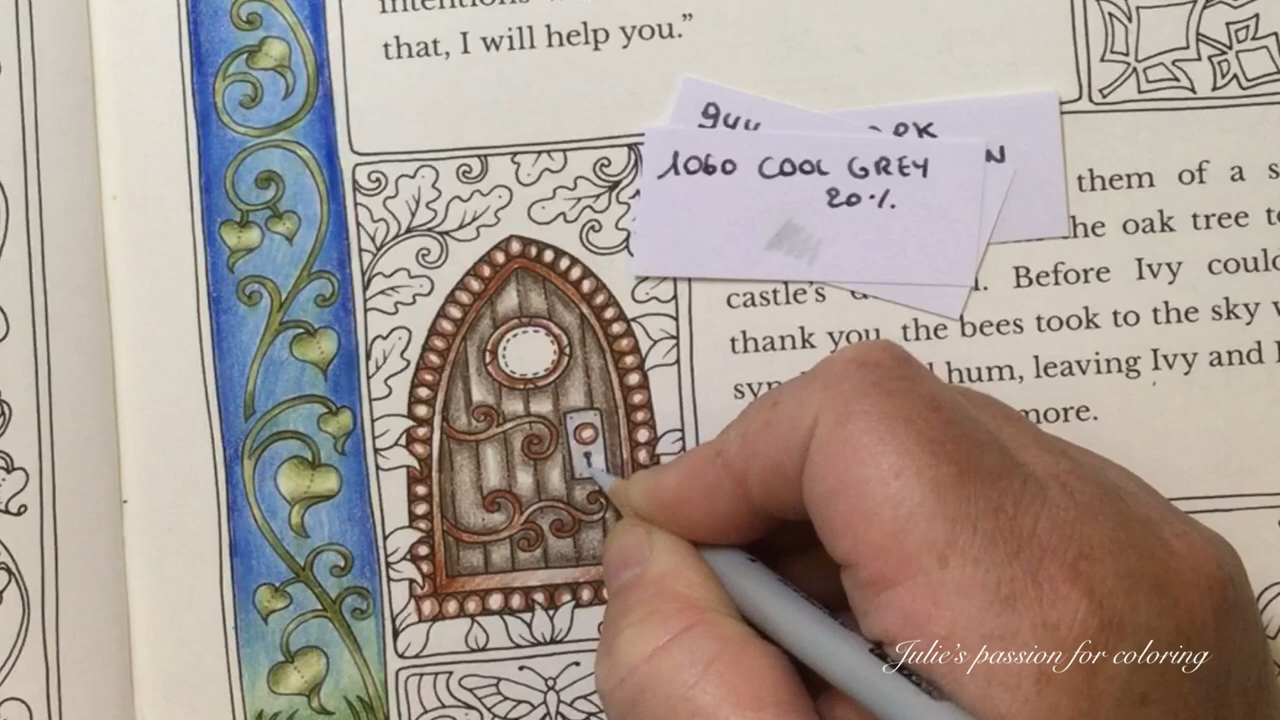 that, I will help you.”
OK
N
1060 COOL GREY
20%
them of a s
he oak tree t
castle's
. Before Ivy coul
thank you, the bees took to the sky
hum, leaving Ivy and
more.
Julie's passion for coloring